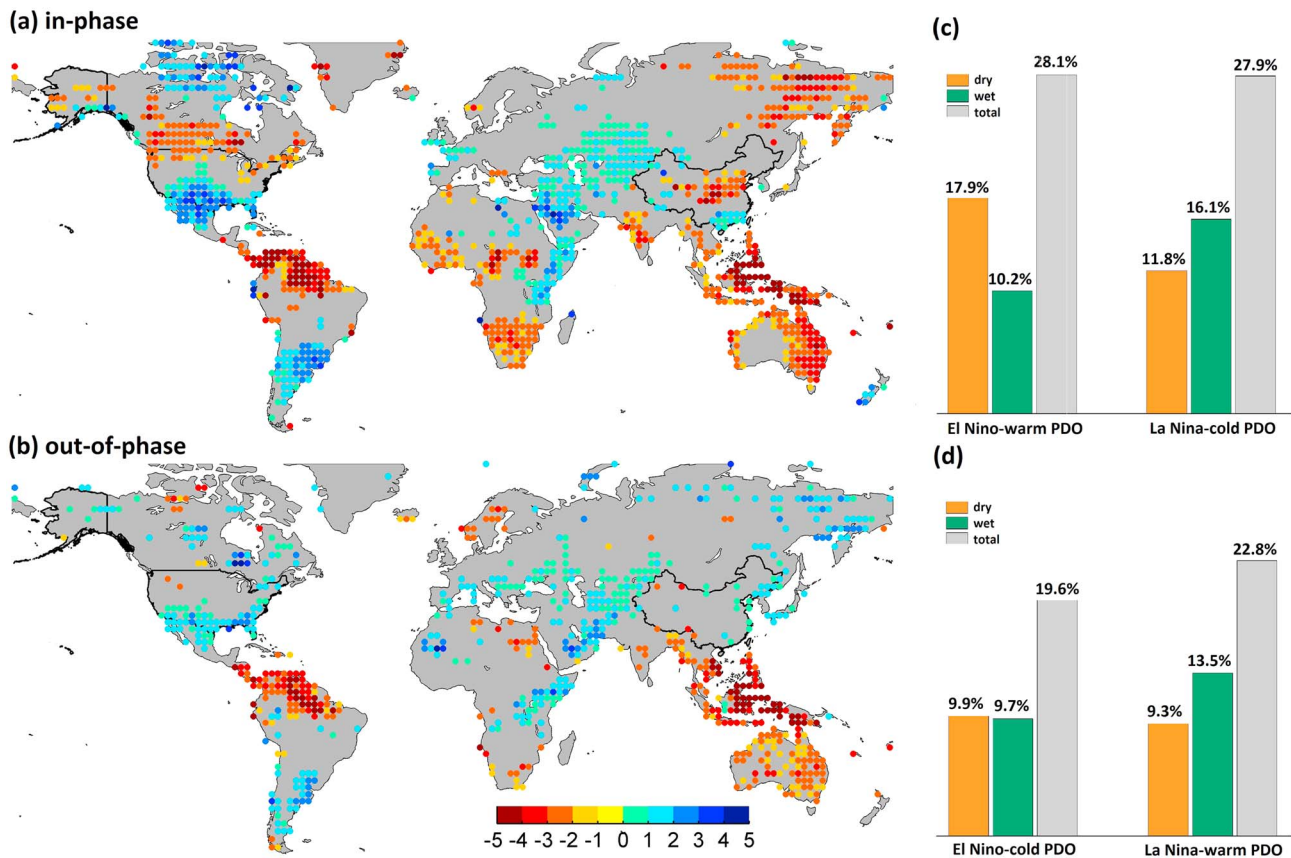 (a) in-phase
(b) out-of-phase
-5 -4 -3 -2 -1 0 1 2 3 4 5
(c)
dry
wet
total
17.9%
10.2%
28.1%
11.8%
16.1%
27.9%
El Nino-warm PDO
La Nina-cold PDO
(d)
dry
wet
total
9.9%
9.7%
19.6%
9.3%
13.5%
22.8%
El Nino-cold PDO
La Nina-warm PDO